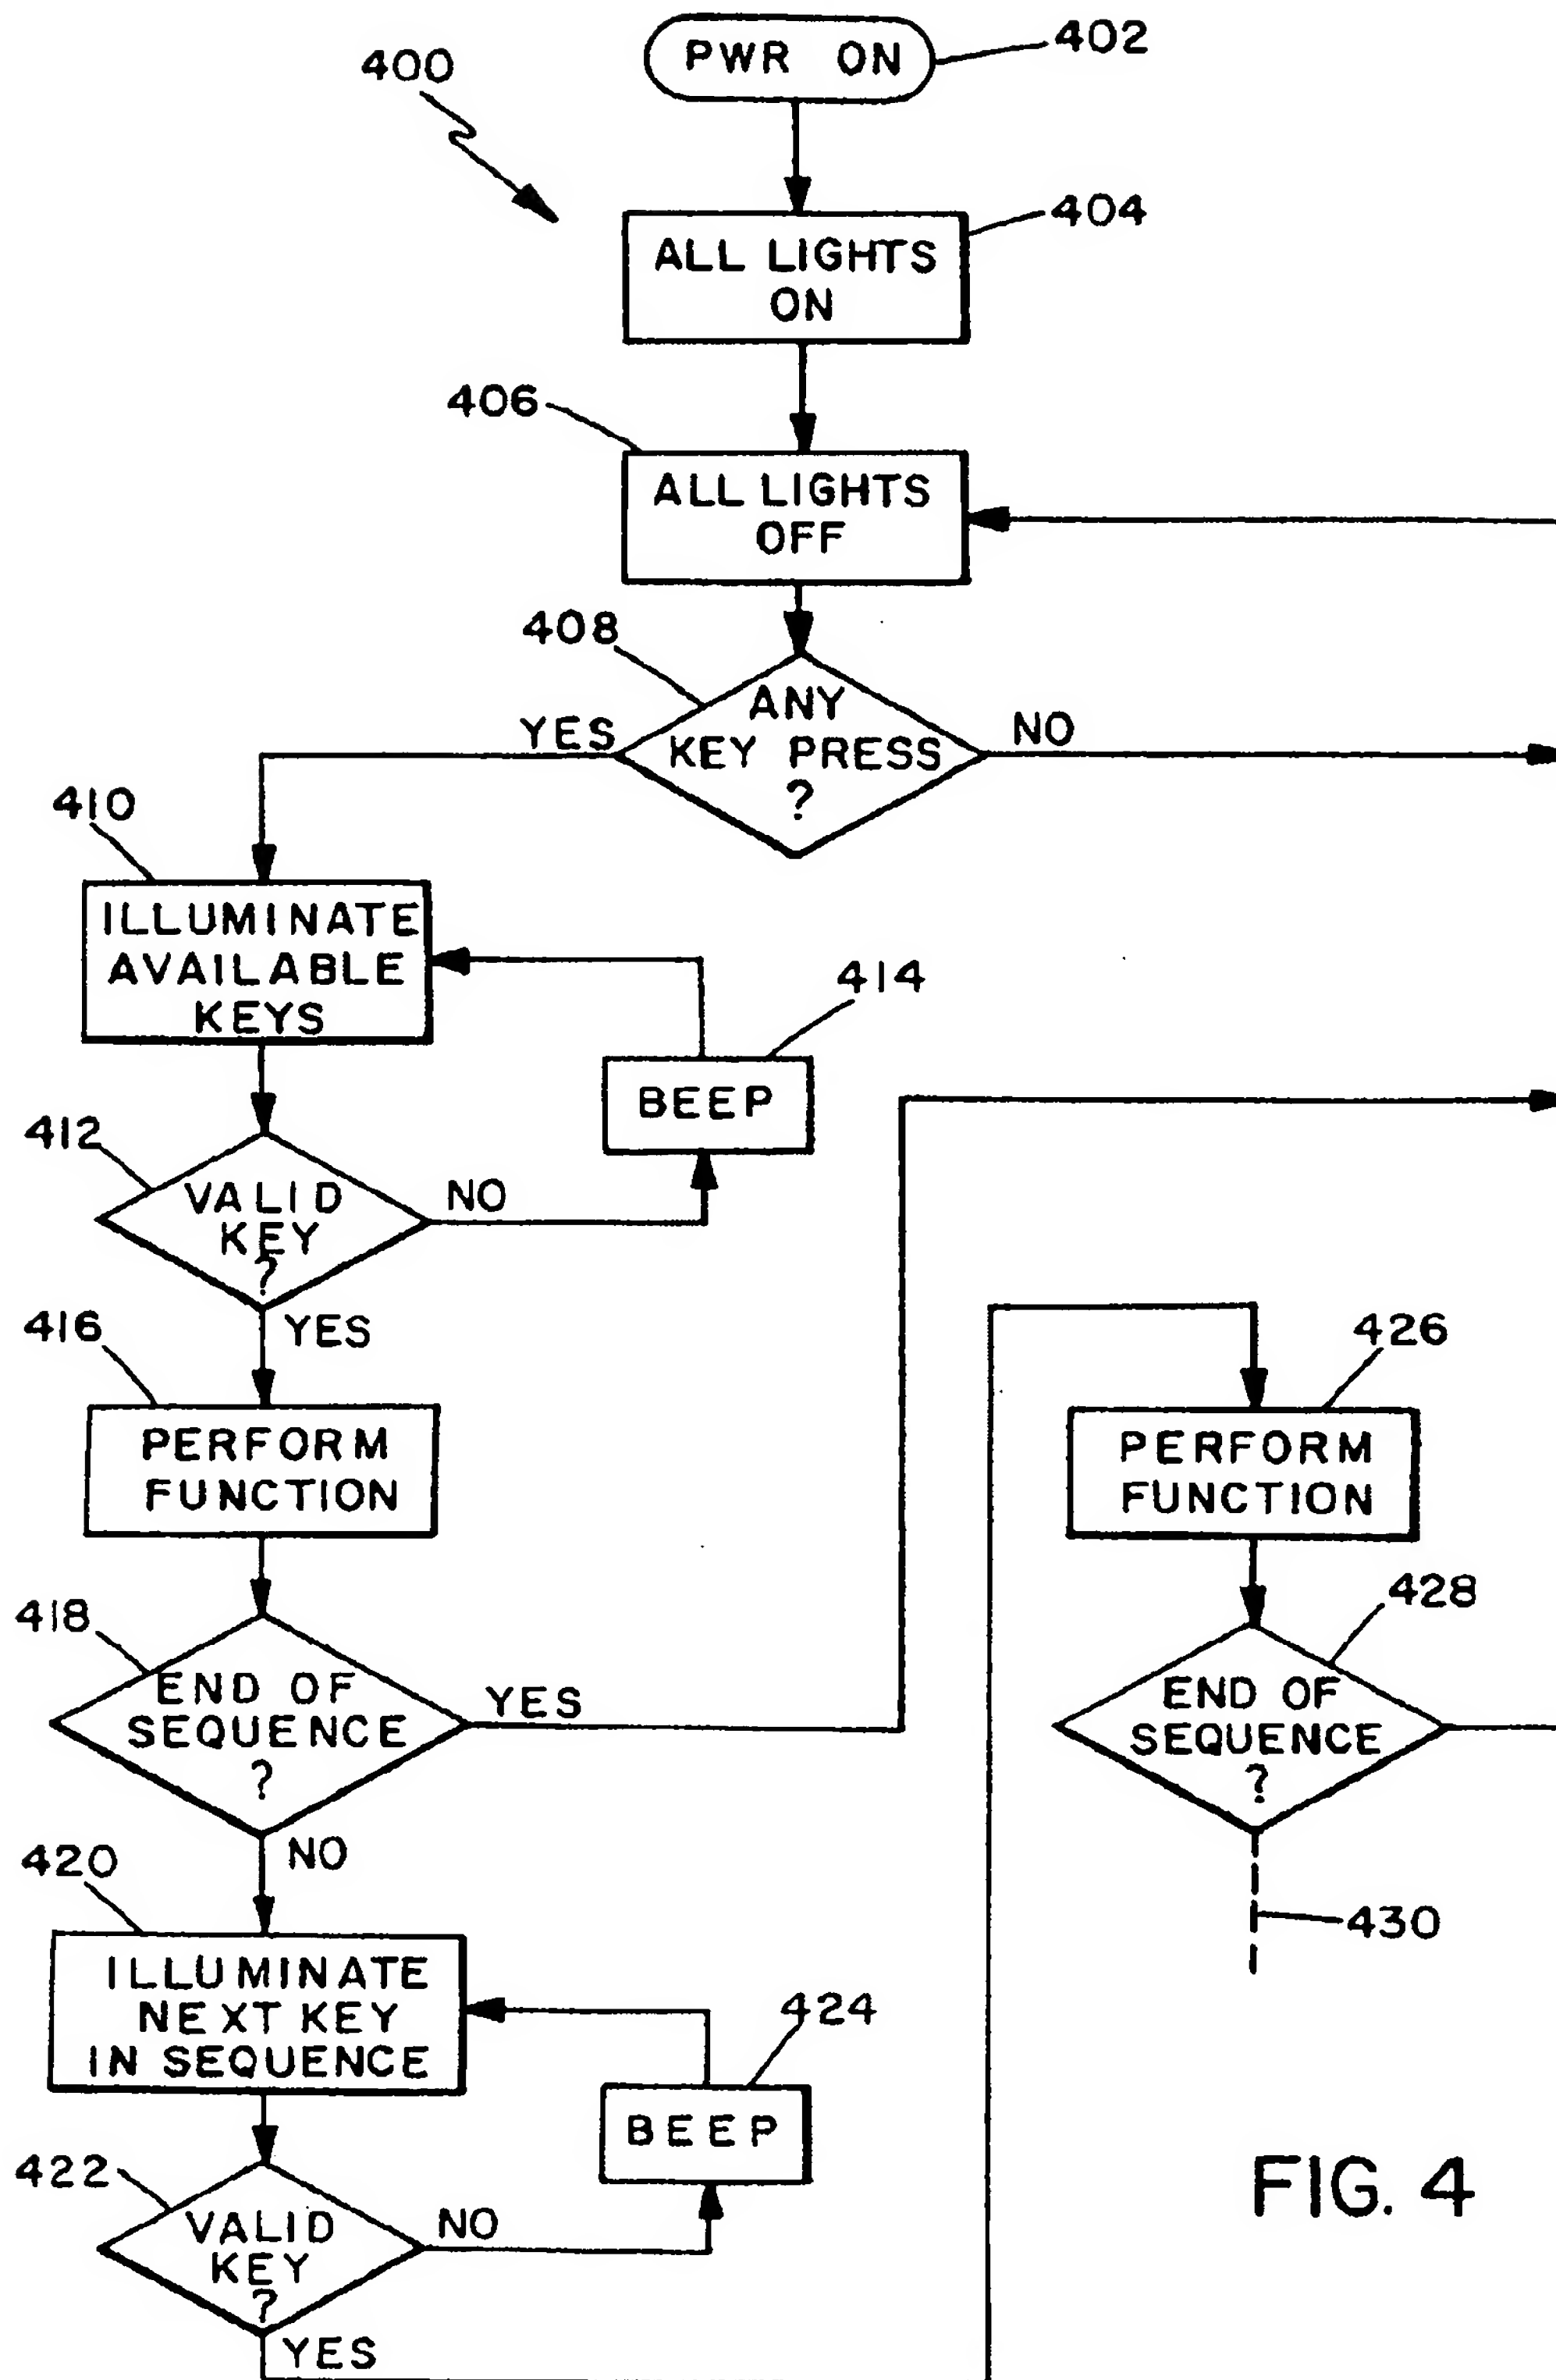 400
PWR ON
402
ALL LIGHTS
ON
404
406
ALL LIGHTS
OFF
408
ANY
KEY PRESS
?
YES
NO
410
ILLUMINATE
AVAILABLE
KEYS
414
BEEP
412
VALID
KEY
?
NO
YES
416
PERFORM
FUNCTION
418
END OF
SEQUENCE
?
YES
NO
420
ILLUMINATE
NEXT KEY
IN SEQUENCE
424
BEEP
422
VALID
KEY
?
NO
YES
426
PERFORM
FUNCTION
428
END OF
SEQUENCE
?
430
FIG. 4